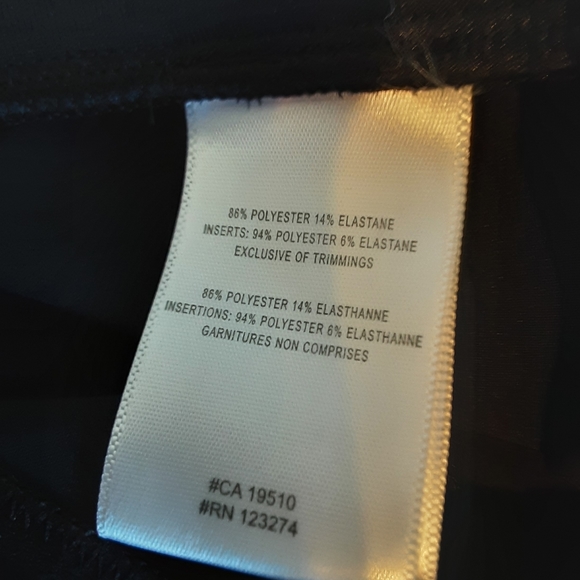 86% POLYESTER 14% ELASTANE
INSERTS: 94% POLYESTER 6% ELASTANE
EXCLUSIVE OF TRIMMINGS
86% POLYESTER 14% ELASTHANNE
INSERTIONS: 94% POLYESTER 6% ELASTHANNE
GARNITURES NON COMPRISES
#CA 19510
#RN 123274